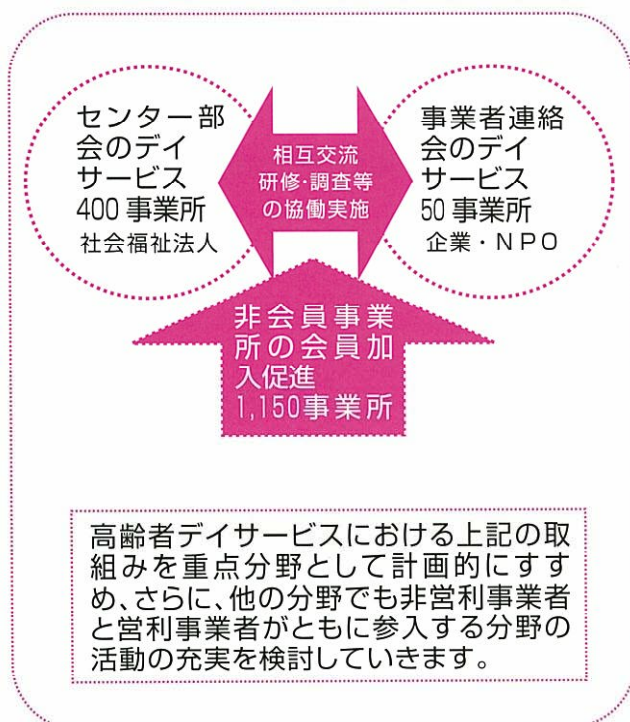 センター部
会のデイ
サービス
400事業所
社会福祉法人
相互交流
研修・調査等
の協働実施
事業者連絡
会のデイ
サービス
50事業所
企業・NPO
非会員事業
所の会員加
入促進
1,150事業所
高齢者デイサービスにおける上記の取
組みを重点分野として計画的にすす
め、さらに、他の分野でも非営利事業者
と営利事業者がともに参入する分野の
活動の充実を検討していきます。